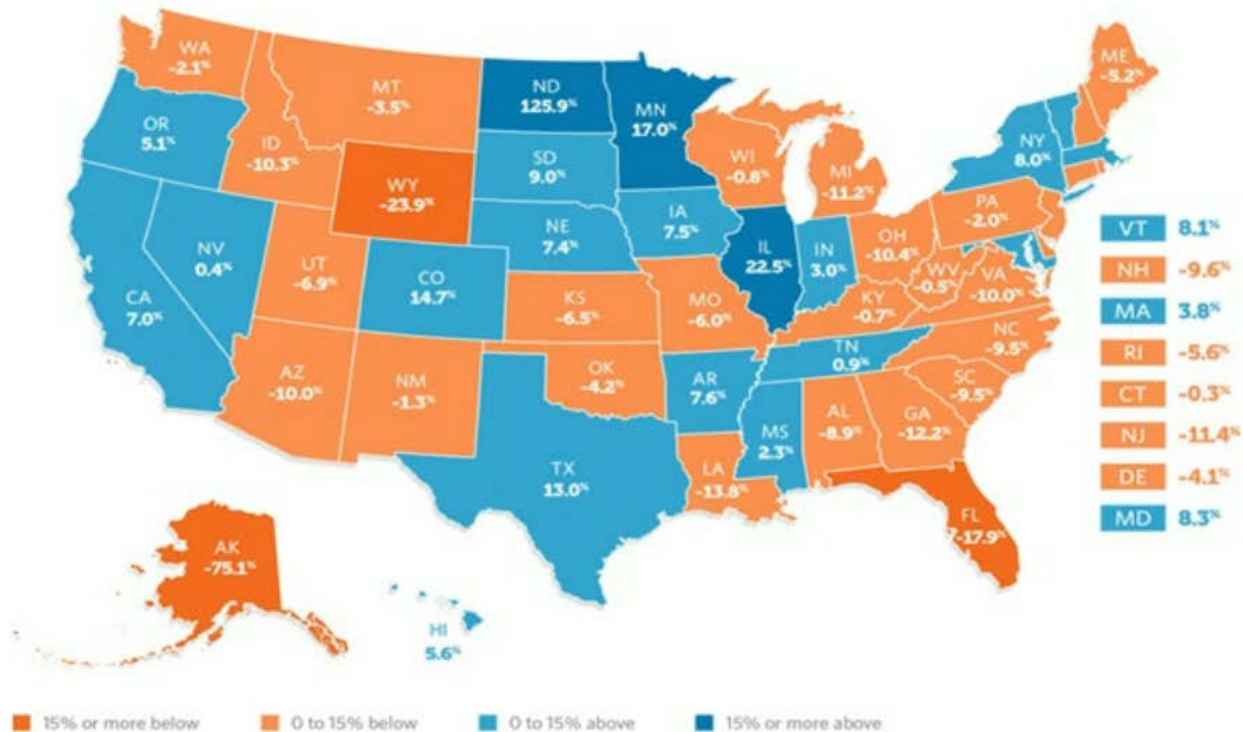 WA
-2.1%
OR
5.1%
CA
7.0%
NV
0.4%
ID
-10.3%
MT
-3.5%
WY
-23.9%
UT
-6.9%
AZ
-10.0%
CO
14.7%
NM
-1.3%
ND
125.9%
SD
9.0%
NE
7.4%
KS
-6.5%
OK
-4.2%
TX
13.0%
MN
17.0%
IA
7.5%
MO
-6.0%
AR
7.6%
LA
-13.8%
WI
-0.8%
IL
22.5%
MI
-11.2%
IN
3.0%
OH
-10.4%
KY
-0.7%
TN
0.9%
MS
2.3%
AL
-8.9%
GA
-12.2%
FL
7-17.9%
SC
-9.5%
NC
-9.5%
VA
-10.0%
WV
-0.5%
PA
-2.0%
NY
8.0%
ME
-5.2%
VT 8.1%
NH -9.6%
MA 3.8%
RI -5.6%
CT -0.3%
NJ -11.4%
DE -4.1%
MD 8.3%
AK
-75.1%
HI
5.6%
15% or more below
0 to 15% below
0 to 15% above
15% or more above